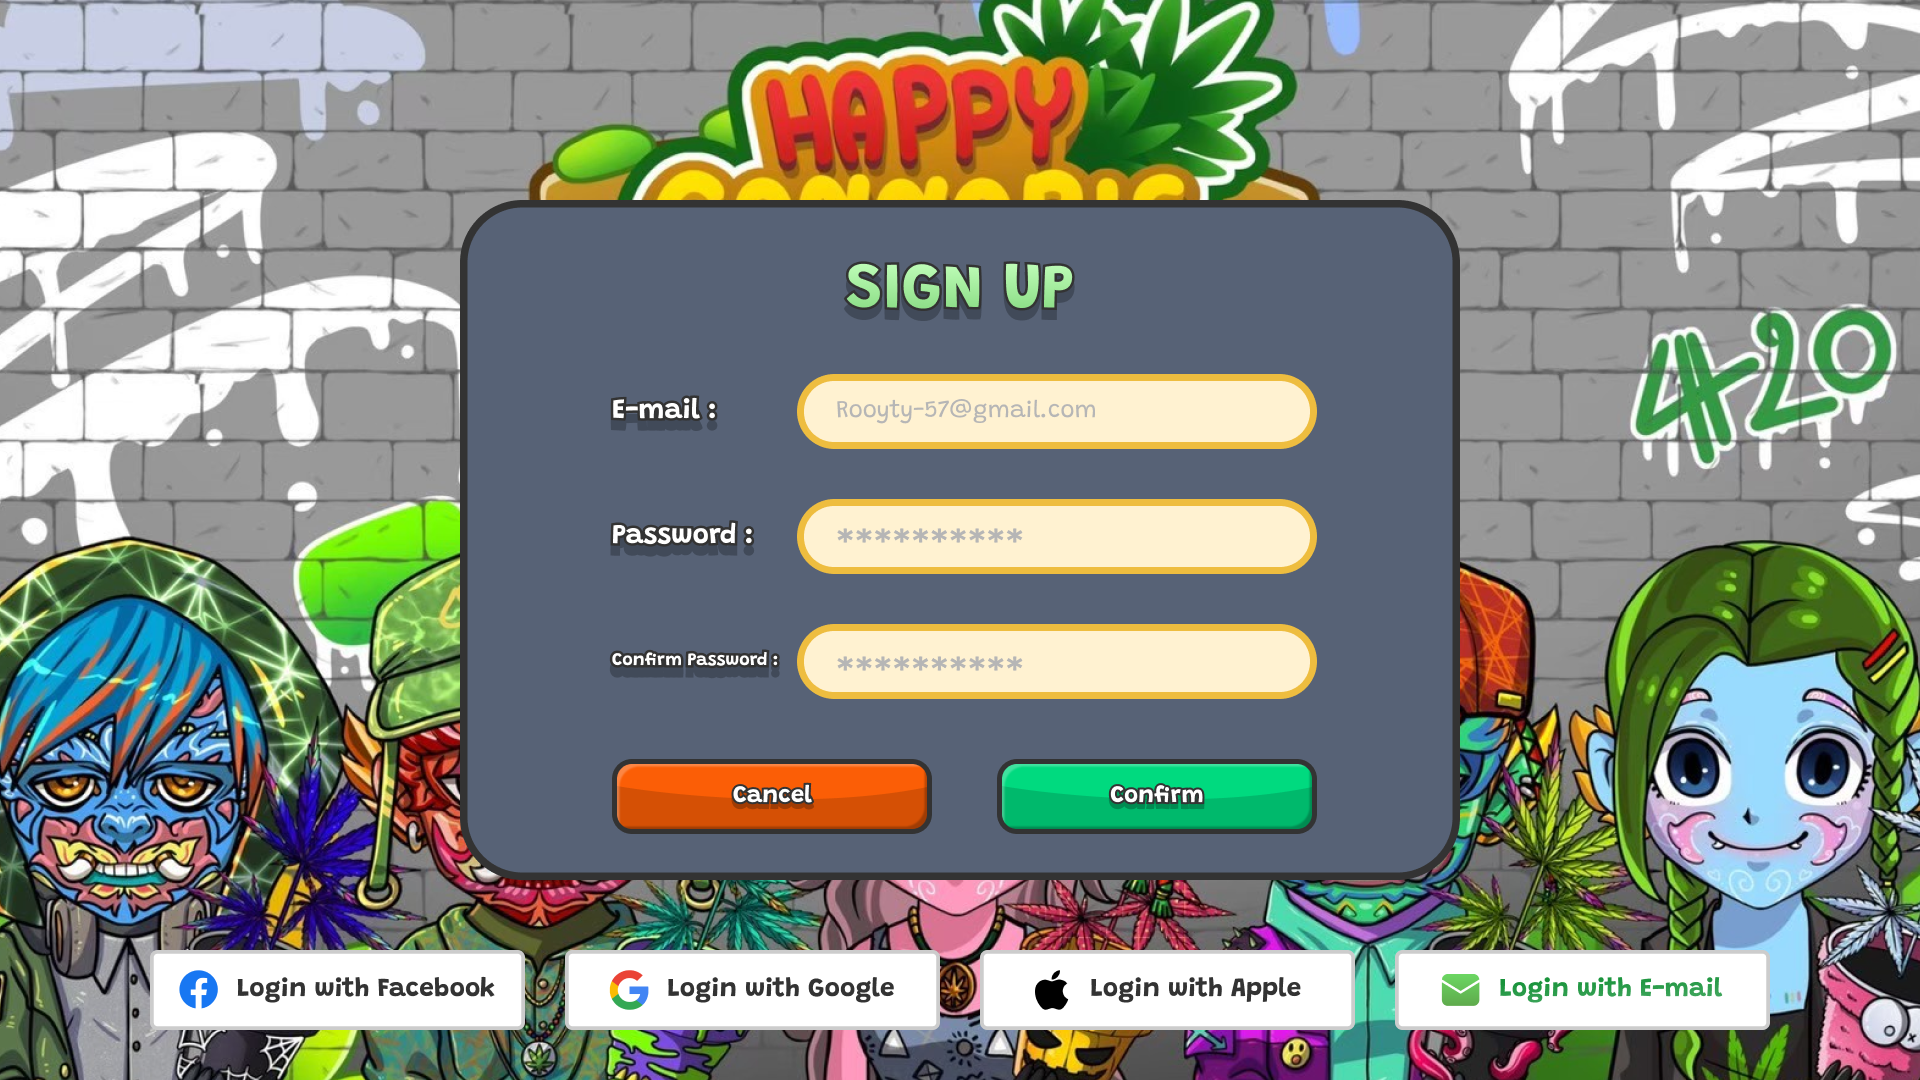 HAPPY
CANNABIS
420
SIGN UP
E-mail :
Rooyty-57@gmail.com
Password :
**********
Confirm Password :
**********
Cancel
Confirm
Login with Facebook
Login with Google
Login with Apple
Login with E-mail